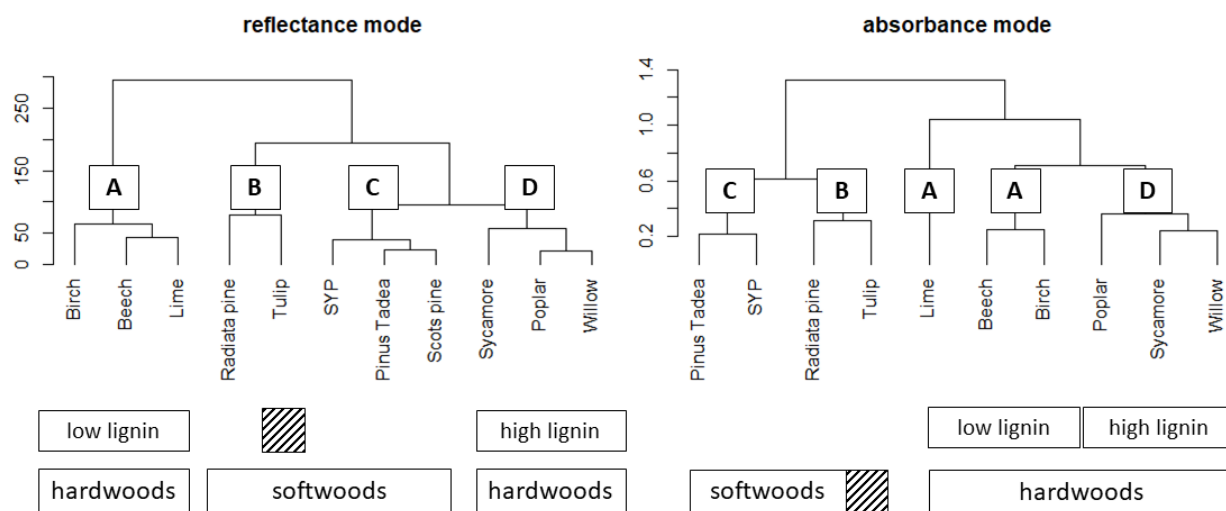 reflectance mode
250
150
50
0
A
B
C
D
Birch
Beech
Lime
Radiata pine
Tulip
SYP
Pinus Tadea
Scots pine
Sycamore
Poplar
Willow
low lignin
high lignin
hardwoods
softwoods
hardwoods
absorbance mode
1.4
1.0
0.6
0.2
C
B
A
A
D
Pinus Tadea
SYP
Radiata pine
Tulip
Lime
Beech
Birch
Poplar
Sycamore
Willow
low lignin
high lignin
softwoods
hardwoods